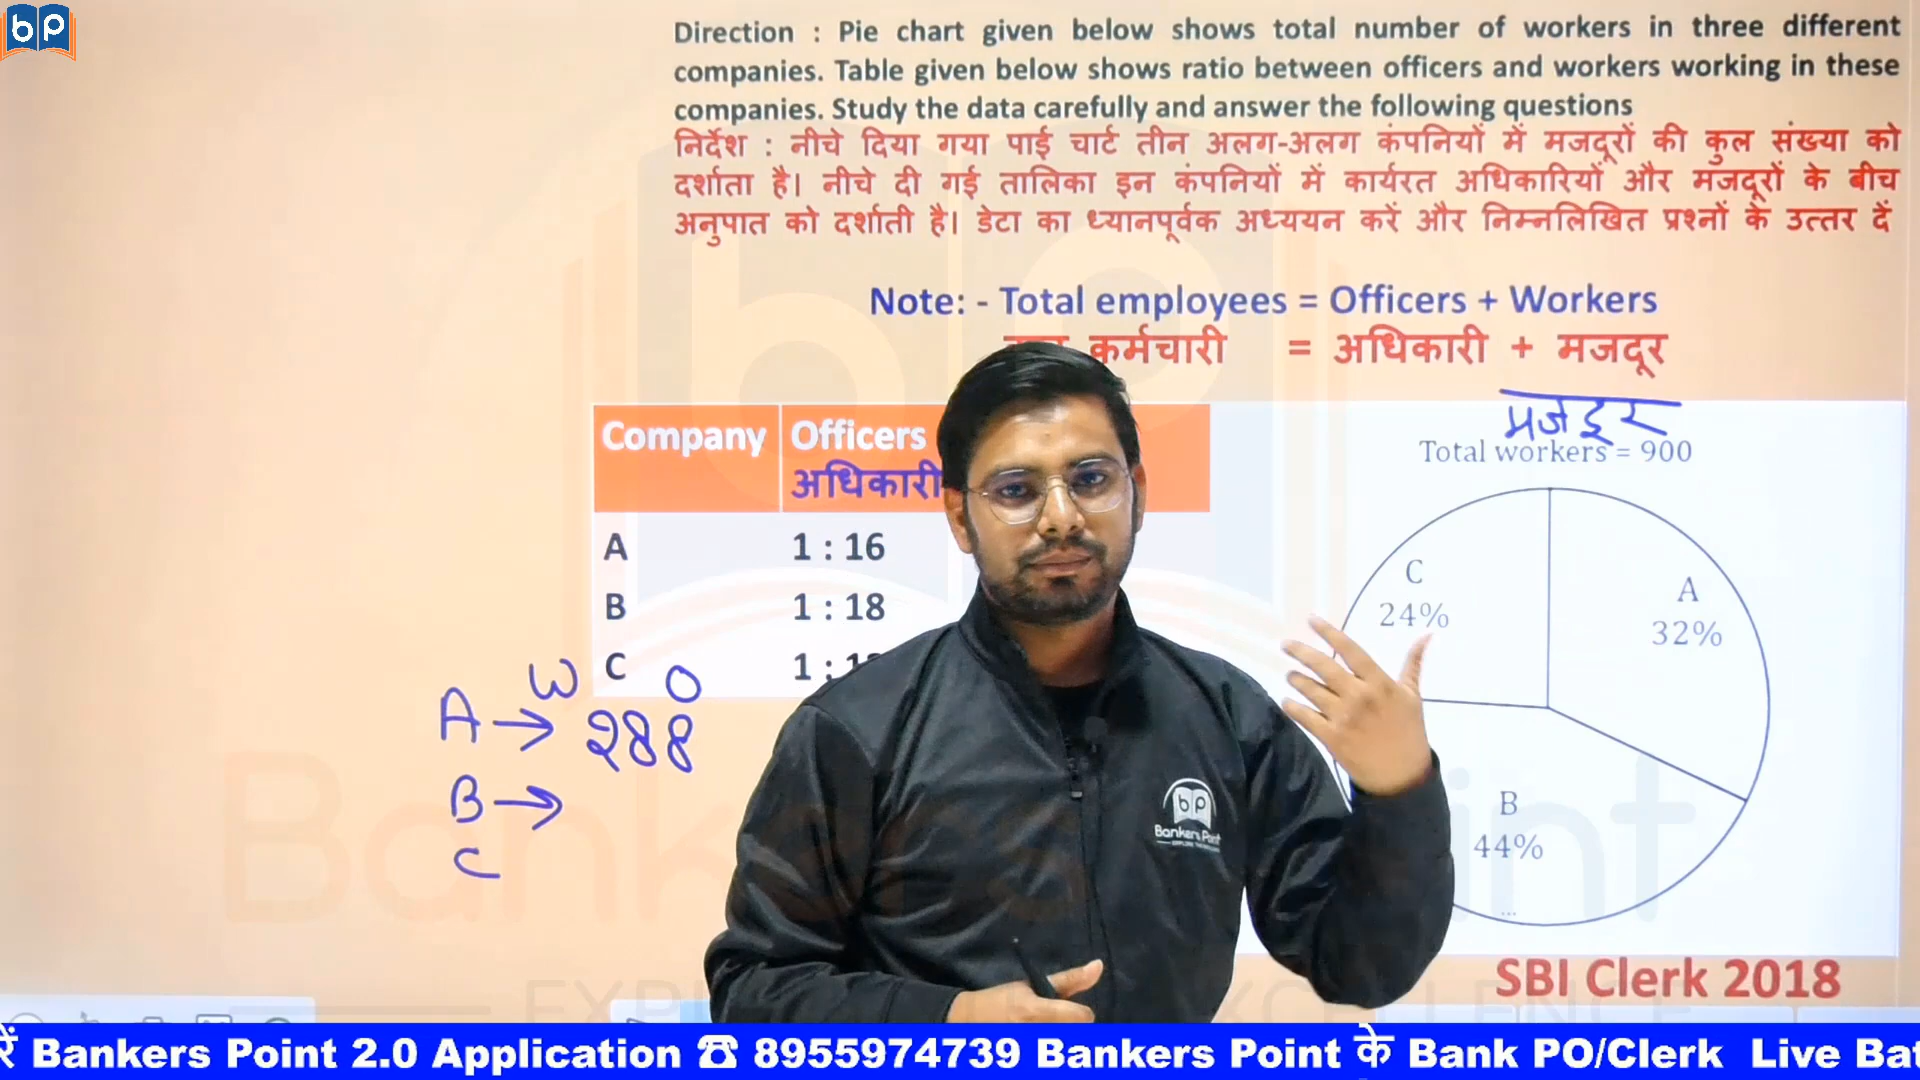 bp
Direction : Pie chart given below shows total number of workers in three different
companies. Table given below shows ratio between officers and workers working in these
companies. Study the data carefully and answer the following questions
निर्देश : नीचे दिया गया पाई चार्ट तीन अलग-अलग कंपनियों में मजदूरों की कुल संख्या को
दर्शाता है। नीचे दी गई तालिका इन कंपनियों में कार्यरत अधिकारियों और मजदूरों के बीच
अनुपात को दर्शाती है। डेटा का ध्यानपूर्वक अध्ययन करें और निम्नलिखित प्रश्नों के उत्तर दें
Note: - Total employees = Officers + Workers
कर्मचारी = अधिकारी + मजदूर
Company Officers
अधिकारी
A 1 : 16
B 1 : 18
C 1 :
मजदूर
Total workers = 900
C
24%
A
32%
B
44%
...
W O
A → 288
B →
C
bp
Bankers Point
SBI Clerk 2018
Bankers Point 2.0 Application ☎ 8955974739 Bankers Point के Bank PO/Clerk Live